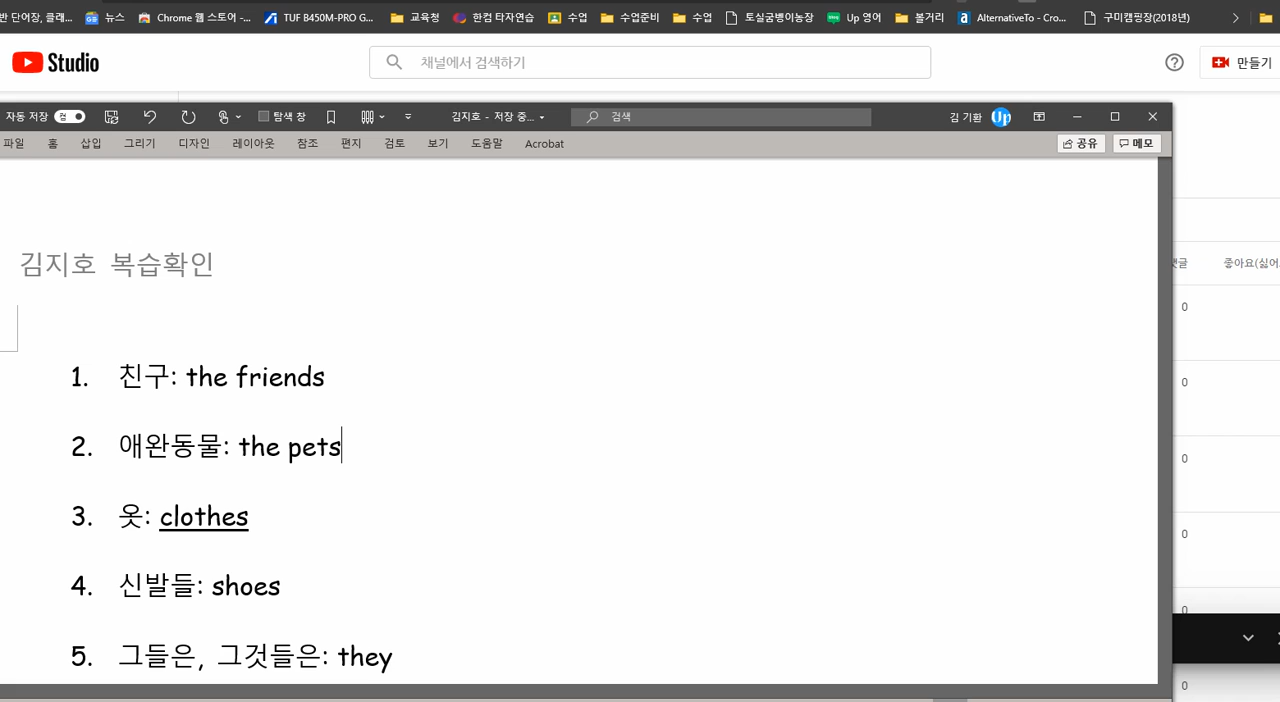 반 단어장, 클래... 뉴스 Chrome 웹 스토어 -... TUF B450M-PRO G... 교육청 한컴 타자연습 수업 수업준비 수업 토실굼벵이농장 Up 영어 볼거리 AlternativeTo - Cro... 구미캠핑장(2018년)
Studio 채널에서 검색하기 만들기
자동 저장 켬 탐색 창 김지호 - 저장 중... 검색 김 기환 Up
파일 홈 삽입 그리기 디자인 레이아웃 참조 편지 검토 보기 도움말 Acrobat 공유 메모
김지호 복습확인
댓글 좋아요(싫어
1. 친구: the friends
2. 애완동물: the pets
3. 옷: clothes
4. 신발들: shoes
5. 그들은, 그것들은: they
0
0
0
0
0
0